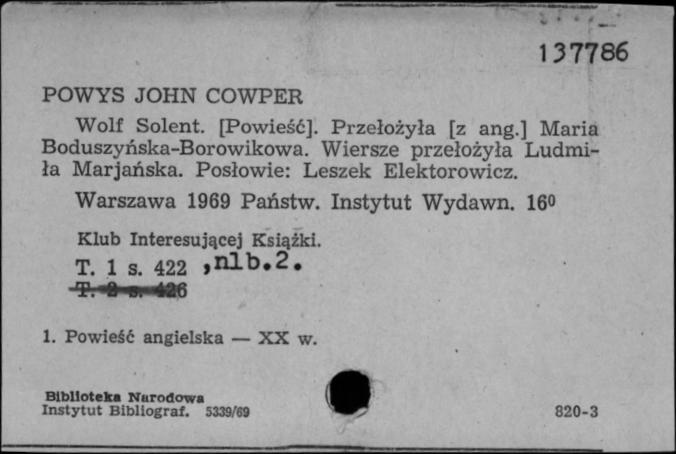 137786
POWYS JOHN COWPER
Wolf Solent. [Powieść]. Przełożyła [z ang.] Maria
Boduszyńska-Borowikowa. Wiersze przełożyła Ludmi-
ła Marjańska. Posłowie: Leszek Elektorowicz.
Warszawa 1969 Państw. Instytut Wydawn. 16⁰
Klub Interesującej Książki.
T. 1 s. 422 ,nlb.2.
T. 2 s. 426
1. Powieść angielska — XX w.
Biblioteka Narodowa
Instytut Bibliograf. 5339/69
820-3